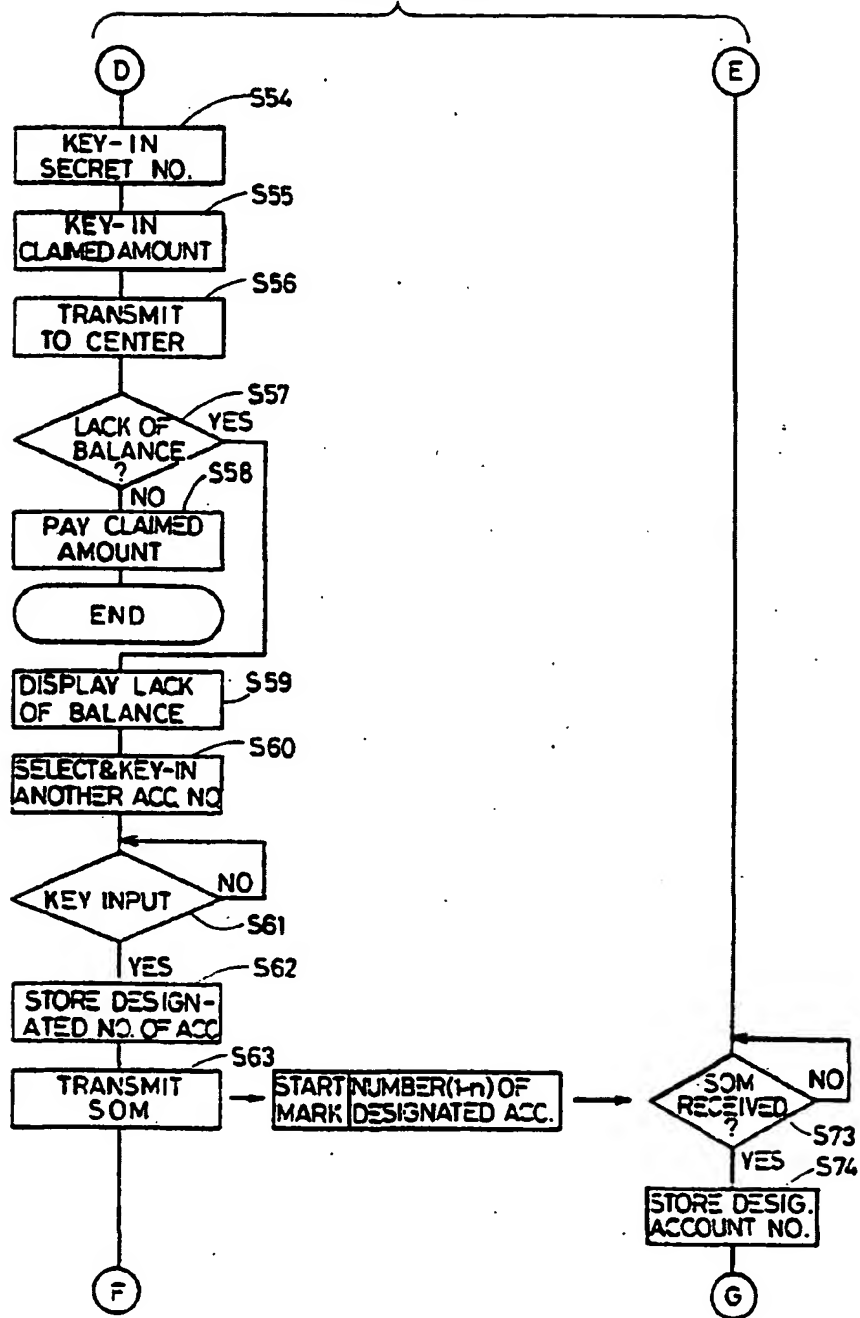 D
E
S54
KEY-IN
SECRET NO.
S55
KEY-IN
CLAIMED AMOUNT
S56
TRANSMIT
TO CENTER
S57
LACK OF
BALANCE
?
YES
S58
NO
PAY CLAIMED
AMOUNT
END
DISPLAY LACK
OF BALANCE
S59
S60
SELECT&KEY-IN
ANOTHER ACC. NO
KEY INPUT
NO
S61
YES
S62
STORE DESIGN-
ATED NO. OF ACC
S63
TRANSMIT
SOM
START
MARK
NUMBER(1-n) OF
DESIGNATED ACC.
SOM
RECEIVED
?
NO
S73
YES
S74
STORE DESIG.
ACCOUNT NO.
F
G